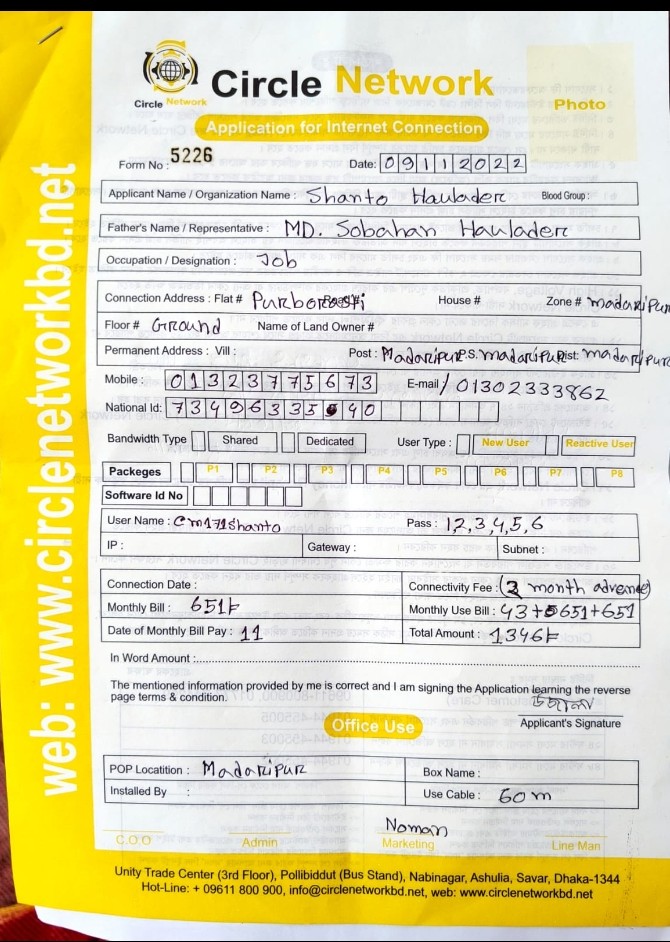 web: www.circlenetworkbd.net
Circle Network
Circle Network
Photo
Application for Internet Connection
Form No : 5226
Date: 09112022
Applicant Name / Organization Name : Shanto Hauladerc Blood Group :
Father's Name / Representative : MD. Sobahan Hauladerc
Occupation / Designation : Job
Connection Address : Flat # House # Zone # madaripur
Floor # Ground Name of Land Owner #
Permanent Address : Vill : Post : Madaripur P.S. madaripur Dist: madaripur
Mobile : 01323775673 E-mail / 01302333862
National Id: 7349633540
Bandwidth Type Shared Dedicated User Type : New User Reactive User
Packeges P1 P2 P3 P4 P5 P6 P7 P8
Software Id No
User Name : Cm171shanto Pass : 1,2,3,4,5,6
IP : Gateway : Subnet :
Connection Date : Connectivity Fee : (2 month advance)
Monthly Bill : 651৳ Monthly Use Bill : 43+651+651
Date of Monthly Bill Pay : 11 Total Amount : 1346৳
In Word Amount :
The mentioned information provided by me is correct and I am signing the Application learning the reverse
page terms & condition.
Applicant's Signature
Office Use
POP Locatition : Madaripur Box Name :
Installed By : Use Cable : 60m
Noman
C.O.O Admin Marketing Line Man
Unity Trade Center (3rd Floor), Pollibiddut (Bus Stand), Nabinagar, Ashulia, Savar, Dhaka-1344
Hot-Line: + 09611 800 900, info@circlenetworkbd.net, web: www.circlenetworkbd.net